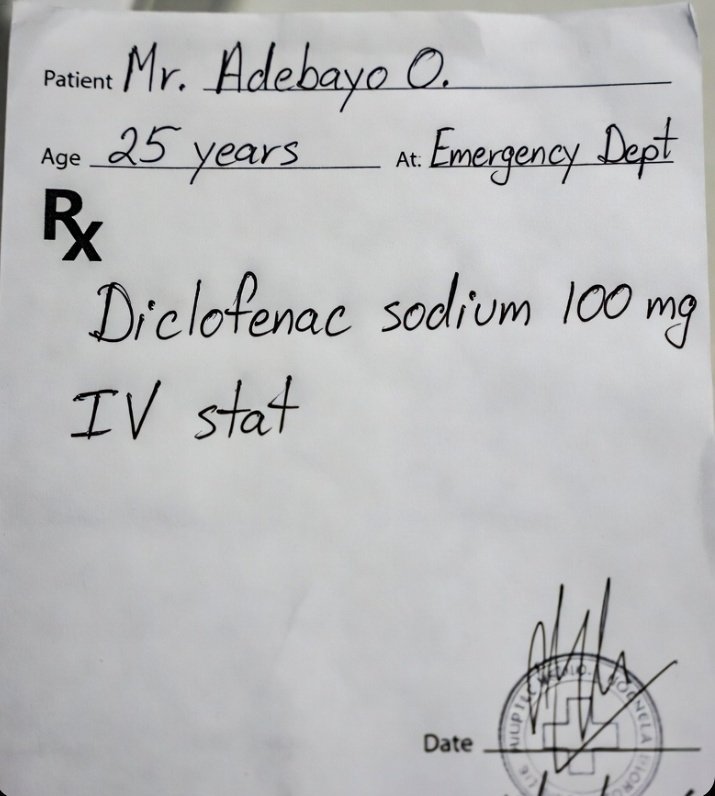 Patient Mr. Adebayo O.
Age 25 years At: Emergency Dept
Rx
Diclofenac sodium 100 mg
IV stat
Date